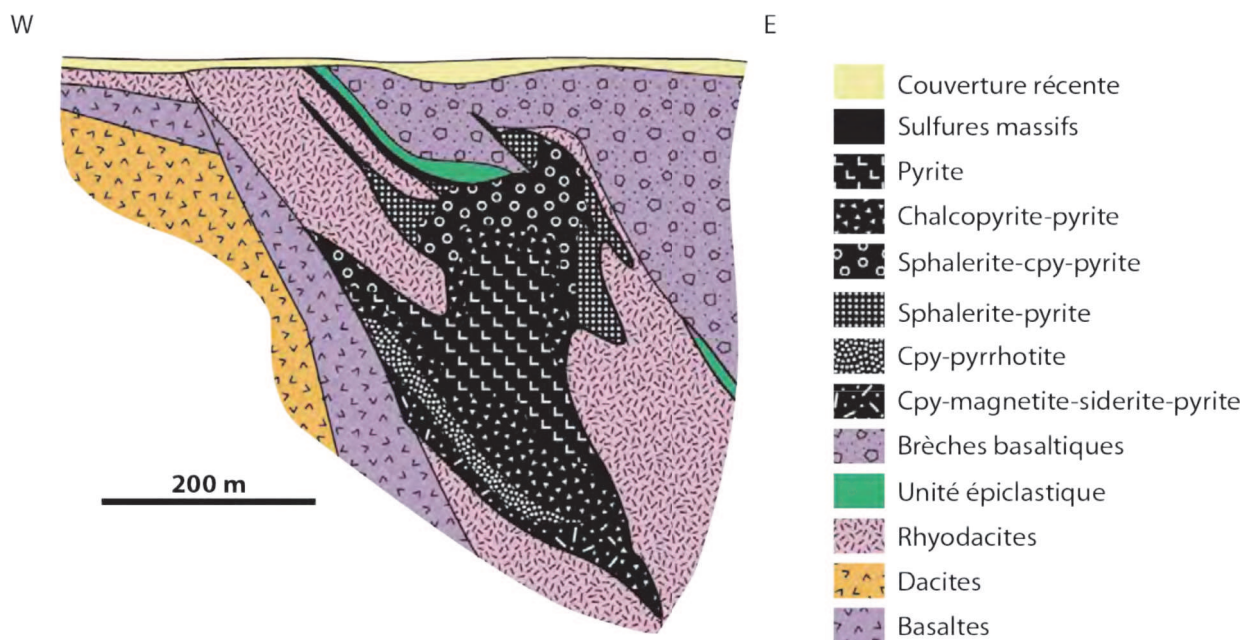 W
E
Couverture récente
Sulfures massifs
Pyrite
Chalcopyrite-pyrite
Sphalerite-cpy-pyrite
Sphalerite-pyrite
Cpy-pyrrhotite
Cpy-magnetite-siderite-pyrite
Brèches basaltiques
Unité épiclastique
Rhyodacites
Dacites
Basaltes
200 m